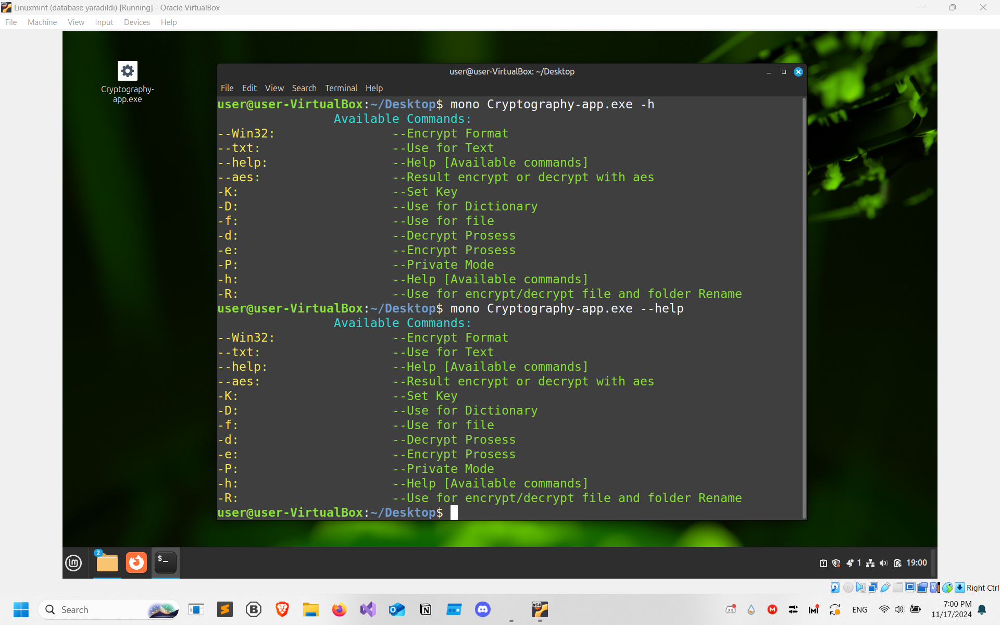 Linuxmint (database yaradildi) [Running] - Oracle VirtualBox
File Machine View Input Devices Help
Cryptography-
app.exe
user@user-VirtualBox: ~/Desktop
File Edit View Search Terminal Help
user@user-VirtualBox:~/Desktop$ mono Cryptography-app.exe -h
Available Commands:
--Win32: --Encrypt Format
--txt: --Use for Text
--help: --Help [Available commands]
--aes: --Result encrypt or decrypt with aes
-K: --Set Key
-D: --Use for Dictionary
-f: --Use for file
-d: --Decrypt Prosess
-e: --Encrypt Prosess
-P: --Private Mode
-h: --Help [Available commands]
-R: --Use for encrypt/decrypt file and folder Rename
user@user-VirtualBox:~/Desktop$ mono Cryptography-app.exe --help
Available Commands:
--Win32: --Encrypt Format
--txt: --Use for Text
--help: --Help [Available commands]
--aes: --Result encrypt or decrypt with aes
-K: --Set Key
-D: --Use for Dictionary
-f: --Use for file
-d: --Decrypt Prosess
-e: --Encrypt Prosess
-P: --Private Mode
-h: --Help [Available commands]
-R: --Use for encrypt/decrypt file and folder Rename
user@user-VirtualBox:~/Desktop$
2
$_
1 19:00
Right Ctrl
Search
x64
ENG
7:00 PM
11/17/2024